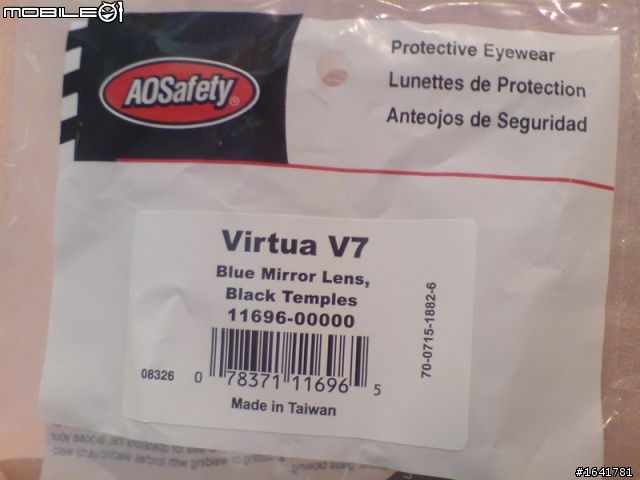 MOBILE01
AOSafety®
Protective Eyewear
Lunettes de Protection
Anteojos de Seguridad
Virtua V7
Blue Mirror Lens,
Black Temples
11696-00000
70-0715-1882-6
08326
0 78371 11696 5
Made in Taiwan
#1641781